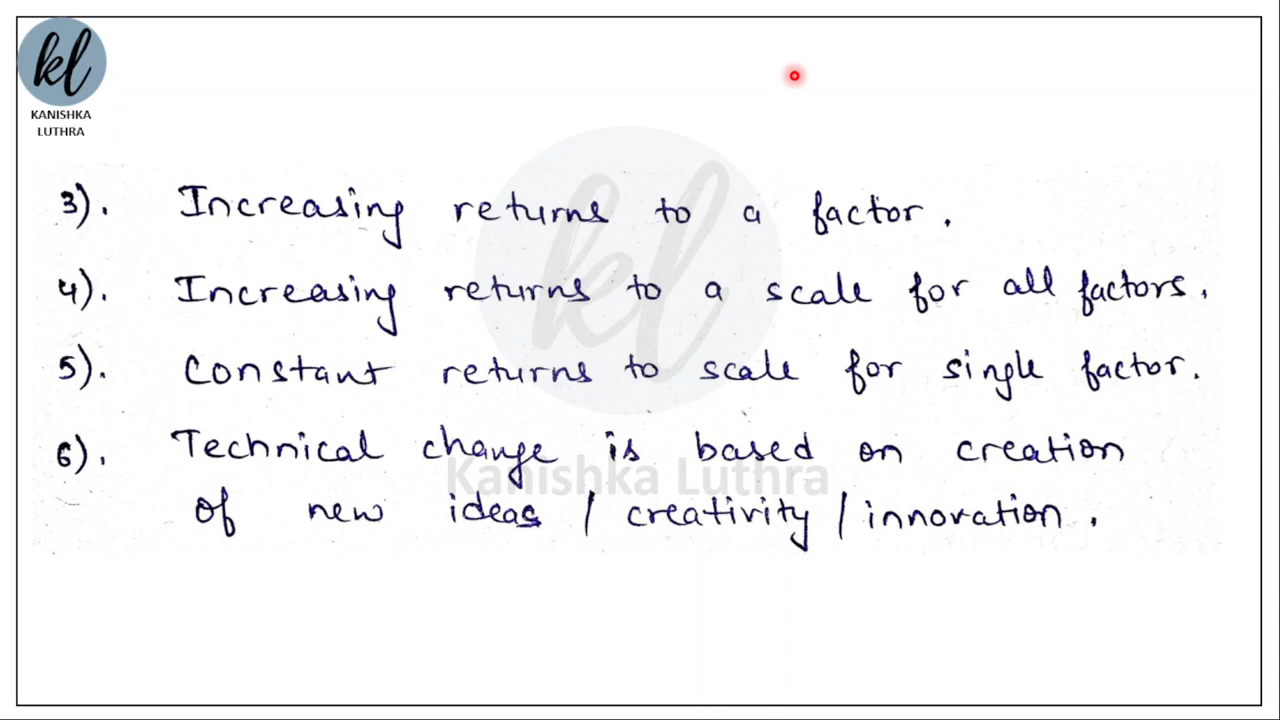 kl
KANISHKA
LUTHRA
3). Increasing returns to a factor.
4). Increasing returns to a scale for all factors.
5). Constant returns to scale for single factor.
6). Technical change is based on creation
of new ideas / creativity / innovation.
kl
Kanishka Luthra